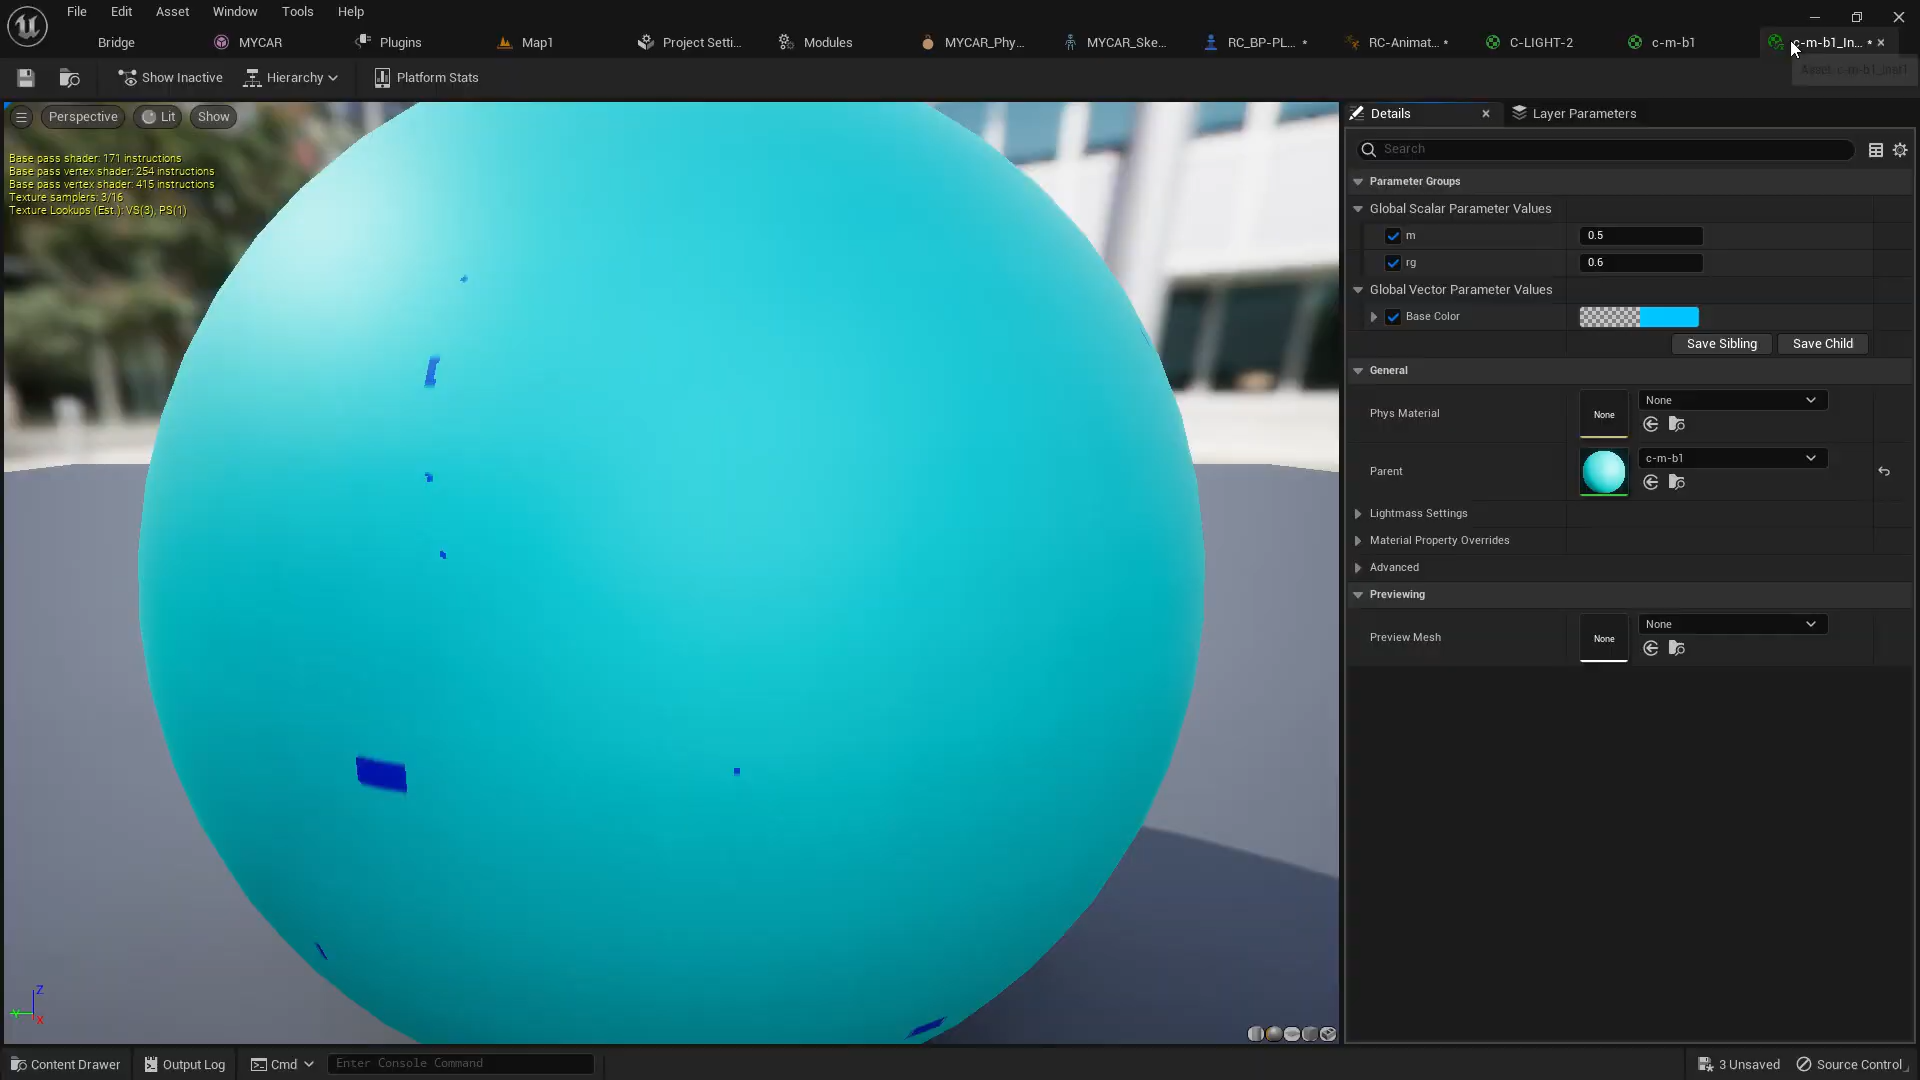 File Edit Asset Window Tools Help
Bridge MYCAR Plugins Map1 Project Setti... Modules MYCAR_Phy... MYCAR_Ske... RC_BP-PL... * RC-Animat... * C-LIGHT-2 c-m-b1 c-m-b1_In... *
Show Inactive Hierarchy Platform Stats
Asset: c-m-b1_Inst1
Perspective Lit Show
Details Layer Parameters
Search
Base pass shader: 171 instructions
Base pass vertex shader: 254 instructions
Base pass vertex shader: 415 instructions
Texture samplers: 3/16
Texture Lookups (Est.): VS(3), PS(1)
Parameter Groups
Global Scalar Parameter Values
m 0.5
rg 0.6
Global Vector Parameter Values
Base Color
Save Sibling Save Child
General
Phys Material None None
Parent c-m-b1
Lightmass Settings
Material Property Overrides
Advanced
Previewing
Preview Mesh None None
Z
Y
X
Content Drawer Output Log Cmd Enter Console Command 3 Unsaved Source Control